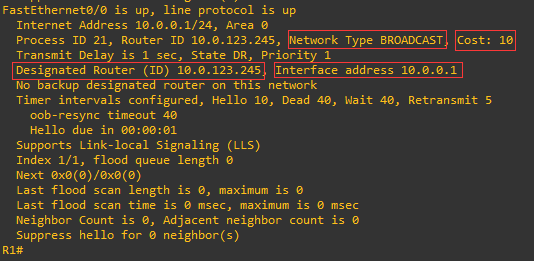 FastEthernet0/0 is up, line protocol is up
Internet Address 10.0.0.1/24, Area 0
Process ID 21, Router ID 10.0.123.245, Network Type BROADCAST, Cost: 10
Transmit Delay is 1 sec, State DR, Priority 1
Designated Router (ID) 10.0.123.245, Interface address 10.0.0.1
No backup designated router on this network
Timer intervals configured, Hello 10, Dead 40, Wait 40, Retransmit 5
oob-resync timeout 40
Hello due in 00:00:01
Supports Link-local Signaling (LLS)
Index 1/1, flood queue length 0
Next 0x0(0)/0x0(0)
Last flood scan length is 0, maximum is 0
Last flood scan time is 0 msec, maximum is 0 msec
Neighbor Count is 0, Adjacent neighbor count is 0
Suppress hello for 0 neighbor(s)
R1#